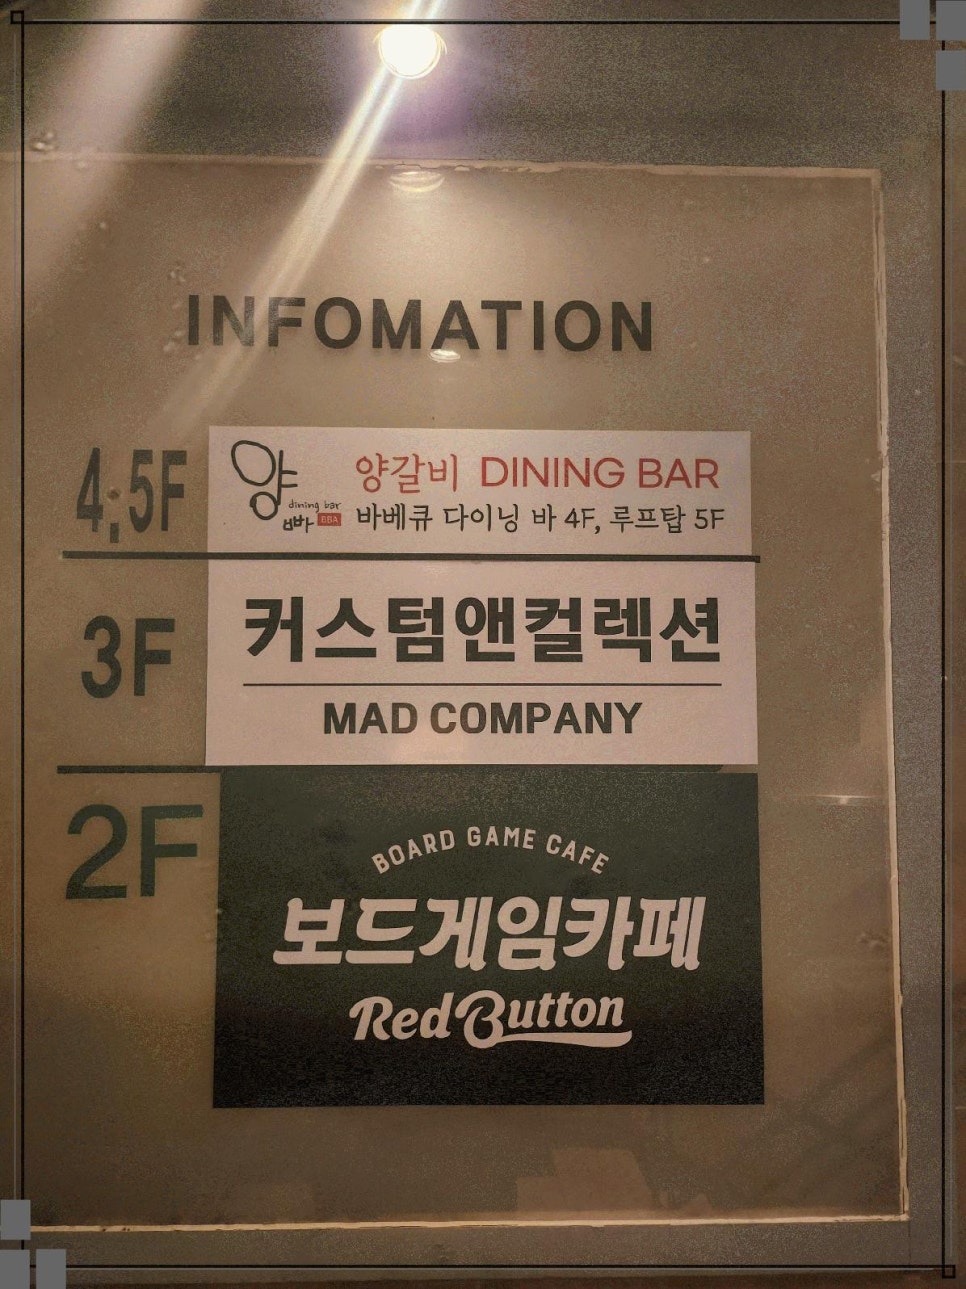 INFOMATION
4,5F
양
dining bar
빠 BBA
양갈비 DINING BAR
바베큐 다이닝 바 4F, 루프탑 5F
3F
커스텀앤컬렉션
MAD COMPANY
2F
BOARD GAME CAFE
보드게임카페
RedButton